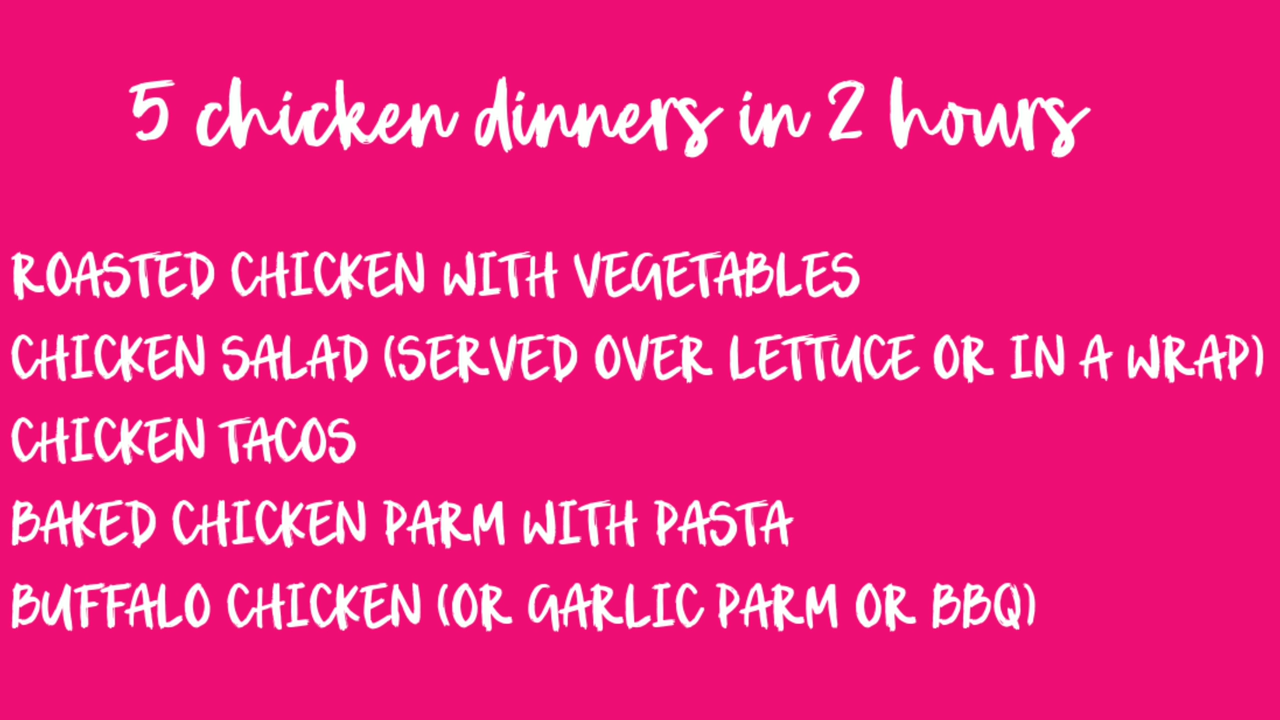 5 chicken dinners in 2 hours
ROASTED CHICKEN WITH VEGETABLES
CHICKEN SALAD (SERVED OVER LETTUCE OR IN A WRAP)
CHICKEN TACOS
BAKED CHICKEN PARM WITH PASTA
BUFFALO CHICKEN (OR GARLIC PARM OR BBQ)